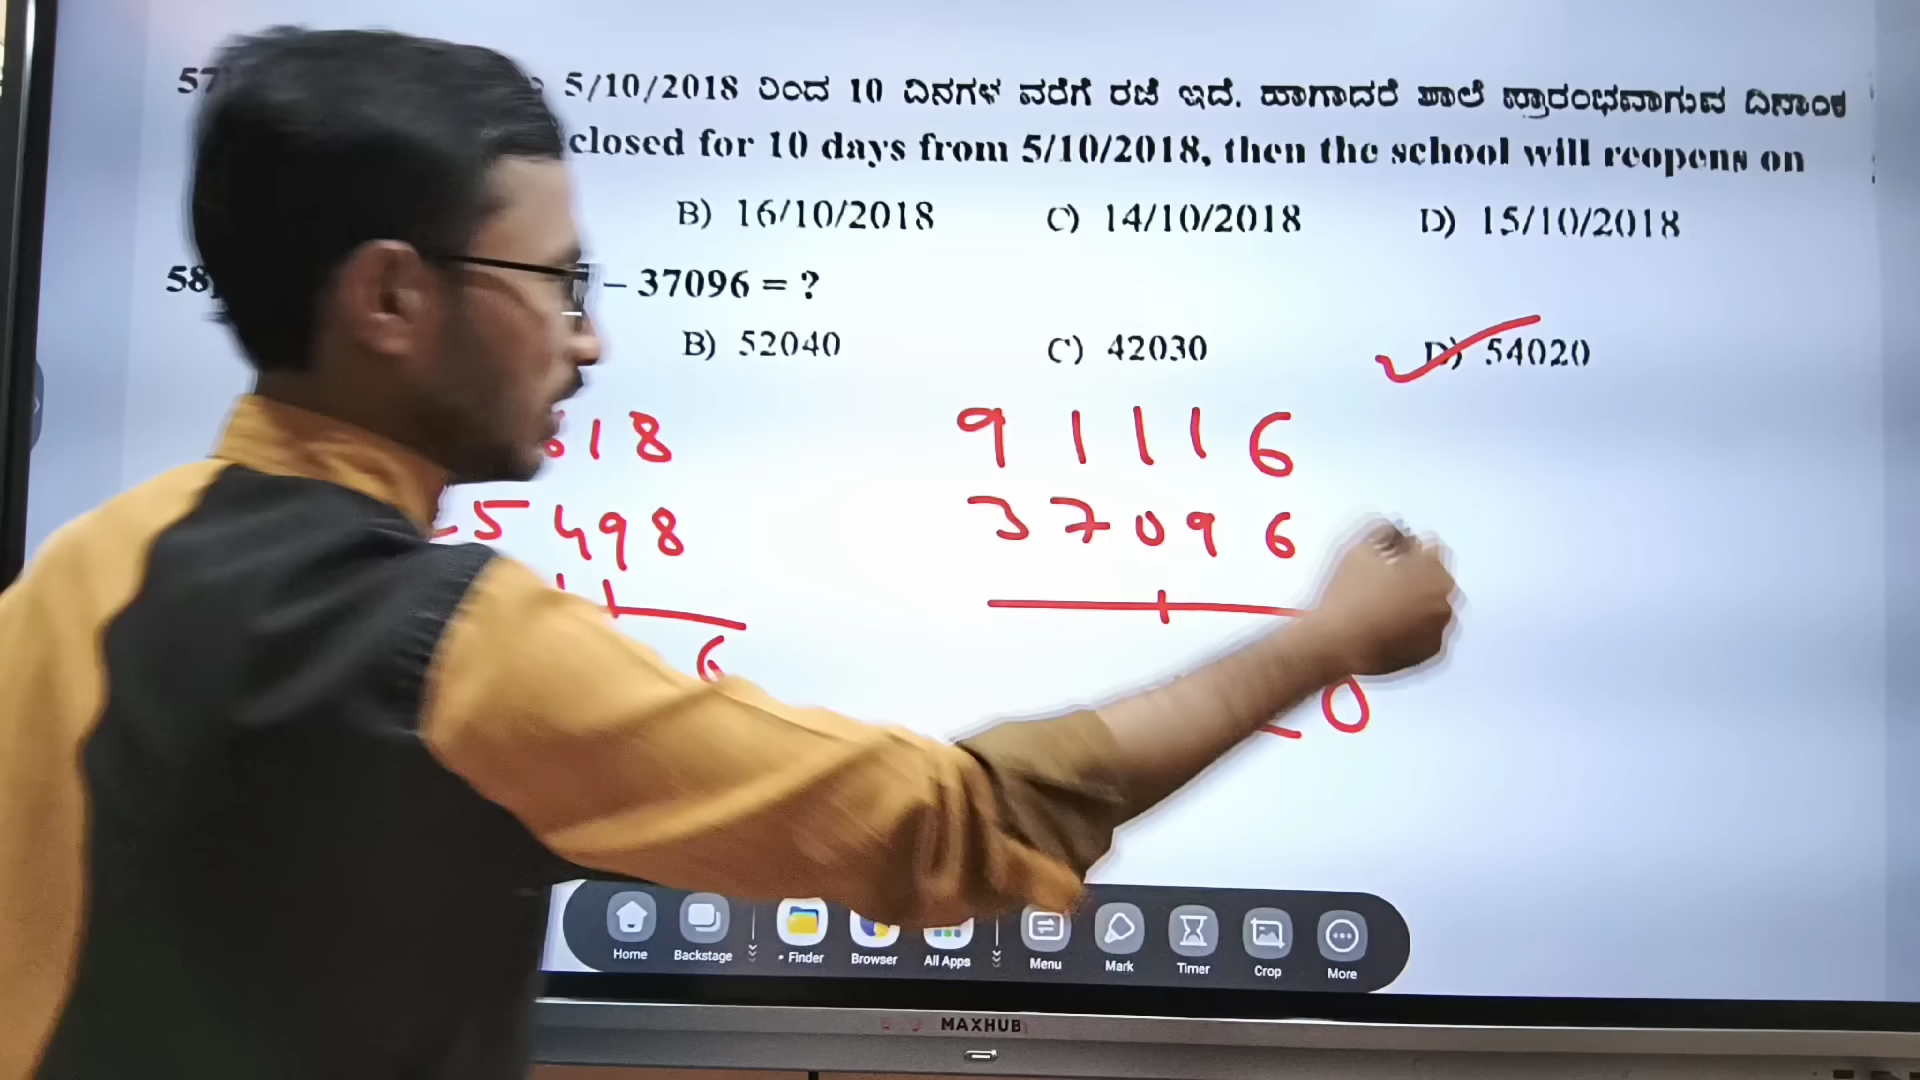 57 5/10/2018 ರಿಂದ 10 ದಿನಗಳ ವರೆಗೆ ರಜೆ ಇದೆ. ಹಾಗಾದರೆ ಶಾಲೆ ಪ್ರಾರಂಭವಾಗುವ ದಿನಾಂಕ
closed for 10 days from 5/10/2018, then the school will reopens on
B) 16/10/2018 C) 14/10/2018 D) 15/10/2018
58) – 37096 = ?
B) 52040 C) 42030 D) 54020
618 91116
-5498 37096
6 0
Home Backstage Finder Browser All Apps Menu Mark Timer Crop More
MAXHUB